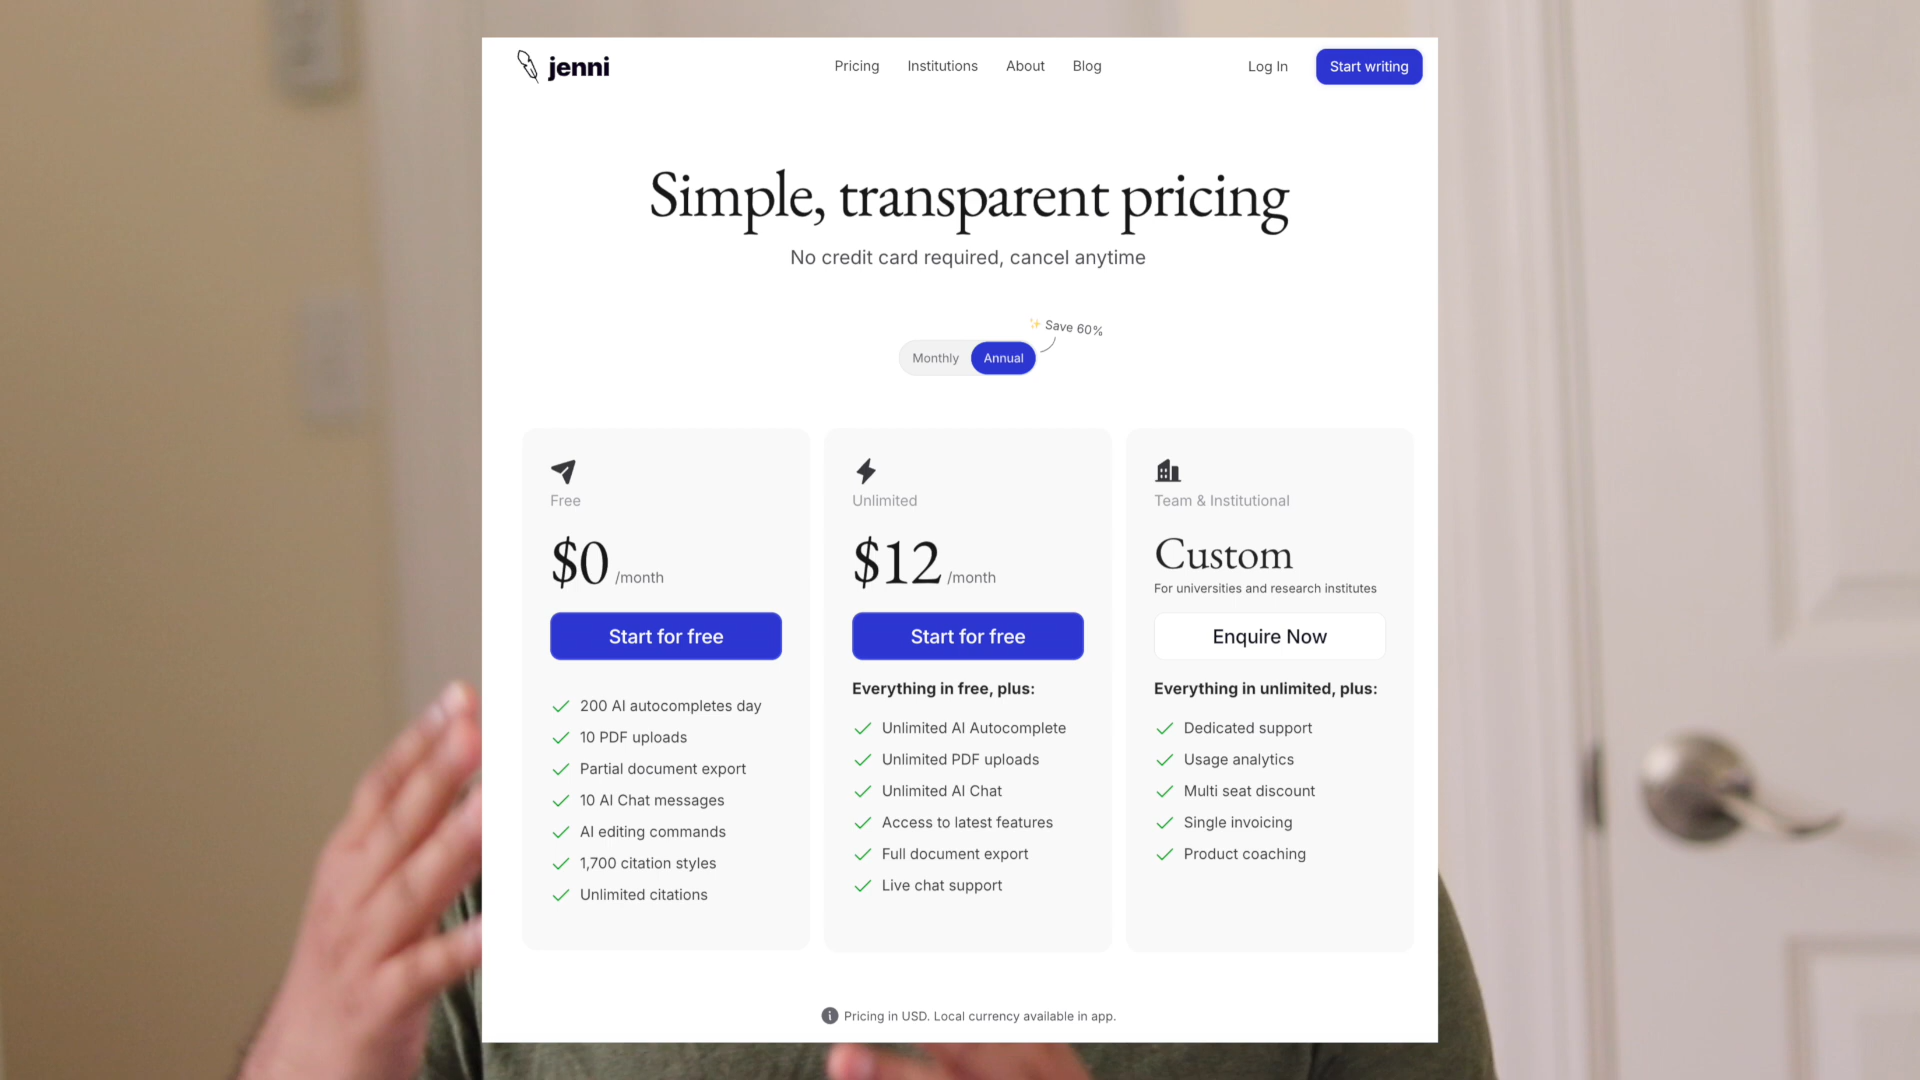 jenni
Pricing
Institutions
About
Blog
Log In
Start writing
Simple, transparent pricing
No credit card required, cancel anytime
✨ Save 60%
Monthly
Annual
Free
$0 /month
Start for free
200 AI autocompletes day
10 PDF uploads
Partial document export
10 AI Chat messages
AI editing commands
1,700 citation styles
Unlimited citations
Unlimited
$12 /month
Start for free
Everything in free, plus:
Unlimited AI Autocomplete
Unlimited PDF uploads
Unlimited AI Chat
Access to latest features
Full document export
Live chat support
Team & Institutional
Custom
For universities and research institutes
Enquire Now
Everything in unlimited, plus:
Dedicated support
Usage analytics
Multi seat discount
Single invoicing
Product coaching
Pricing in USD. Local currency available in app.